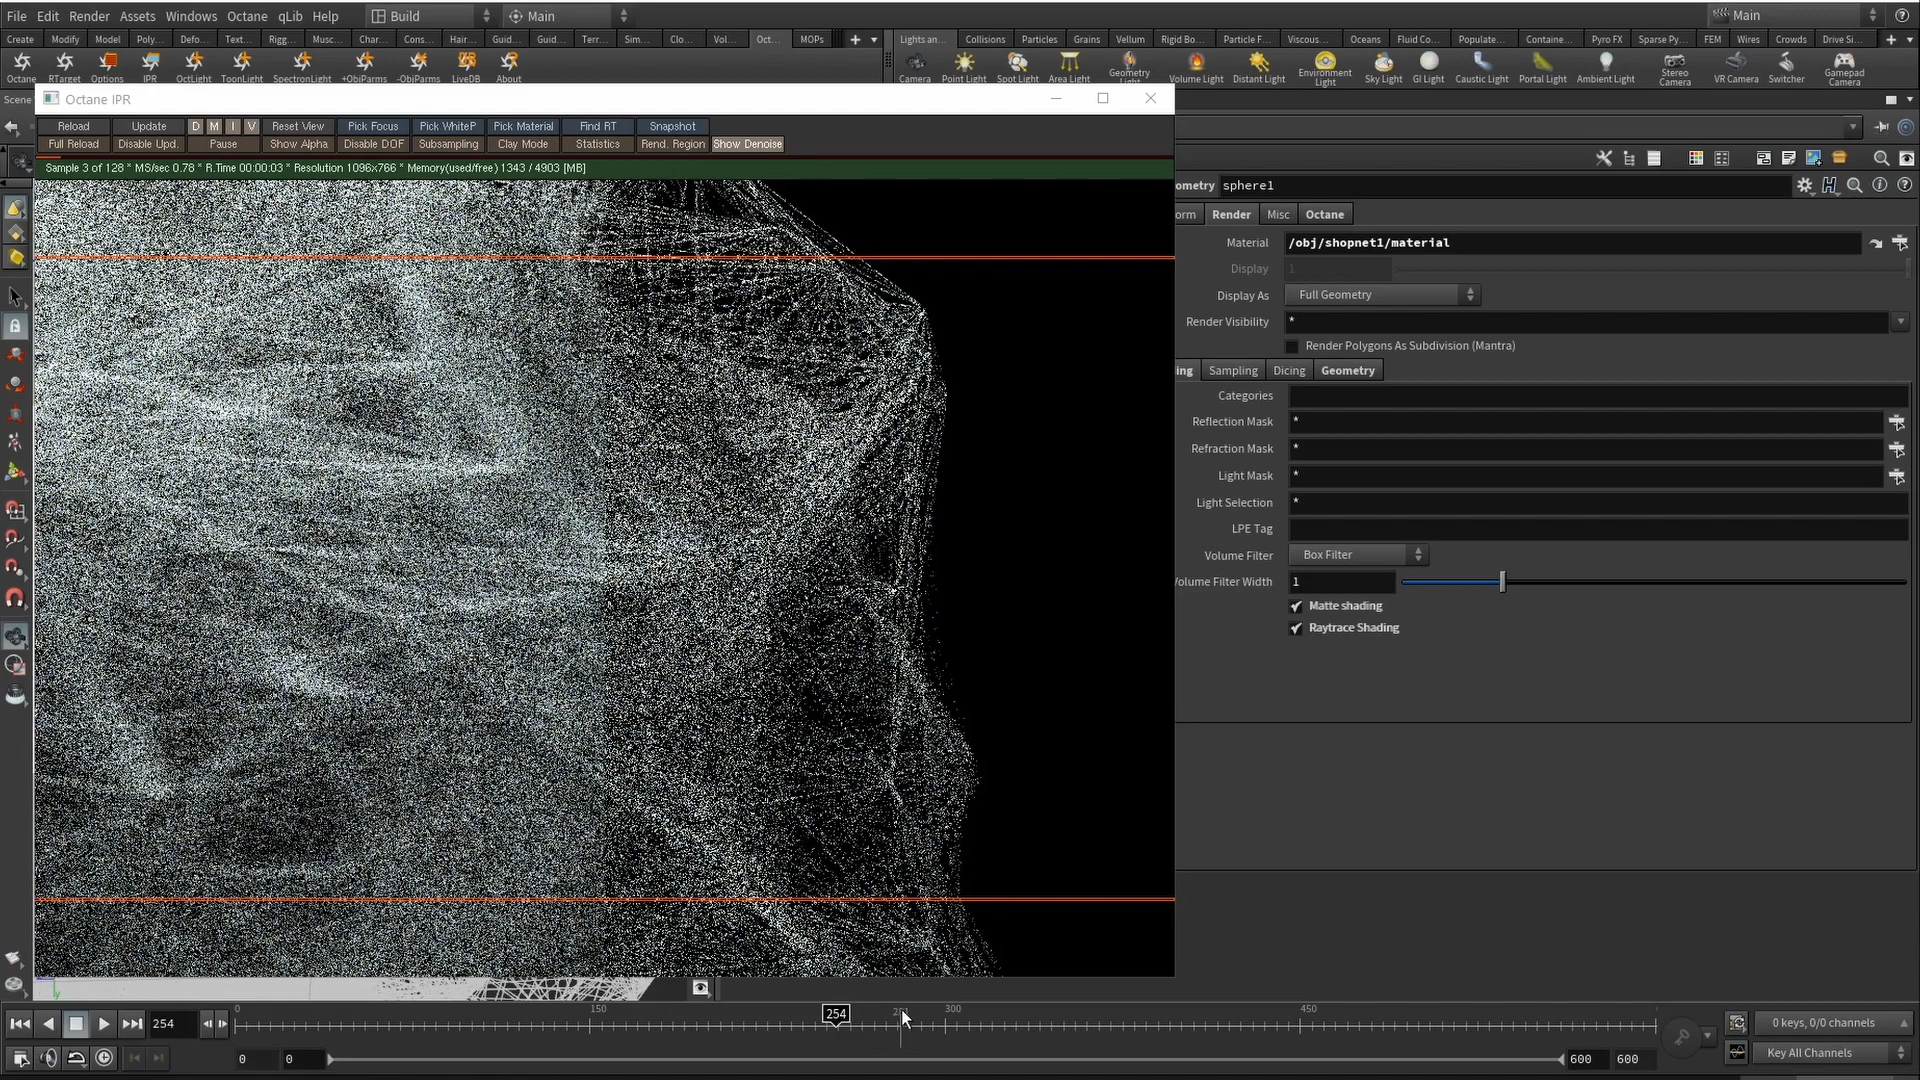 File Edit Render Assets Windows Octane qLib Help Build Main Main
Create Modify Model Poly... Defo... Text... Rigg... Musc... Char... Cons... Hair... Guid... Guid... Terr... Sim... Clo... Vol... Oct... MOPs
Lights an... Collisions Particles Grains Vellum Rigid Bo... Particle F... Viscous... Oceans Fluid Co... Populate... Containe... Pyro FX Sparse Py... FEM Wires Crowds Drive Si...
Octane RTarget Options IPR OctLight ToonLight SpectronLight +ObiParms -ObiParms LiveDB About
Camera Point Light Spot Light Area Light Geometry Light Volume Light Distant Light Environment Light Sky Light GI Light Caustic Light Portal Light Ambient Light Stereo Camera VR Camera Switcher Gamepad Camera
Scene
Octane IPR
Reload Update D M I V Reset View Pick Focus Pick WhiteP Pick Material Find RT Snapshot
Full Reload Disable Upd. Pause Show Alpha Disable DOF Subsampling Clay Mode Statistics Rend. Region Show Denoise
Sample 3 of 128 * MS/sec 0.78 * R.Time 00:00:03 * Resolution 1096x766 * Memory(used/free) 1343 / 4903 [MB]
ometry sphere1
orm Render Misc Octane
Material /obj/shopnet1/material
Display 1
Display As Full Geometry
Render Visibility *
Render Polygons As Subdivision (Mantra)
ing Sampling Dicing Geometry
Categories
Reflection Mask *
Refraction Mask *
Light Mask *
Light Selection *
LPE Tag
Volume Filter Box Filter
Volume Filter Width 1
Matte shading
Raytrace Shading
y
254 0 150 254 300 450 0 keys, 0/0 channels
0 0 600 600 Key All Channels